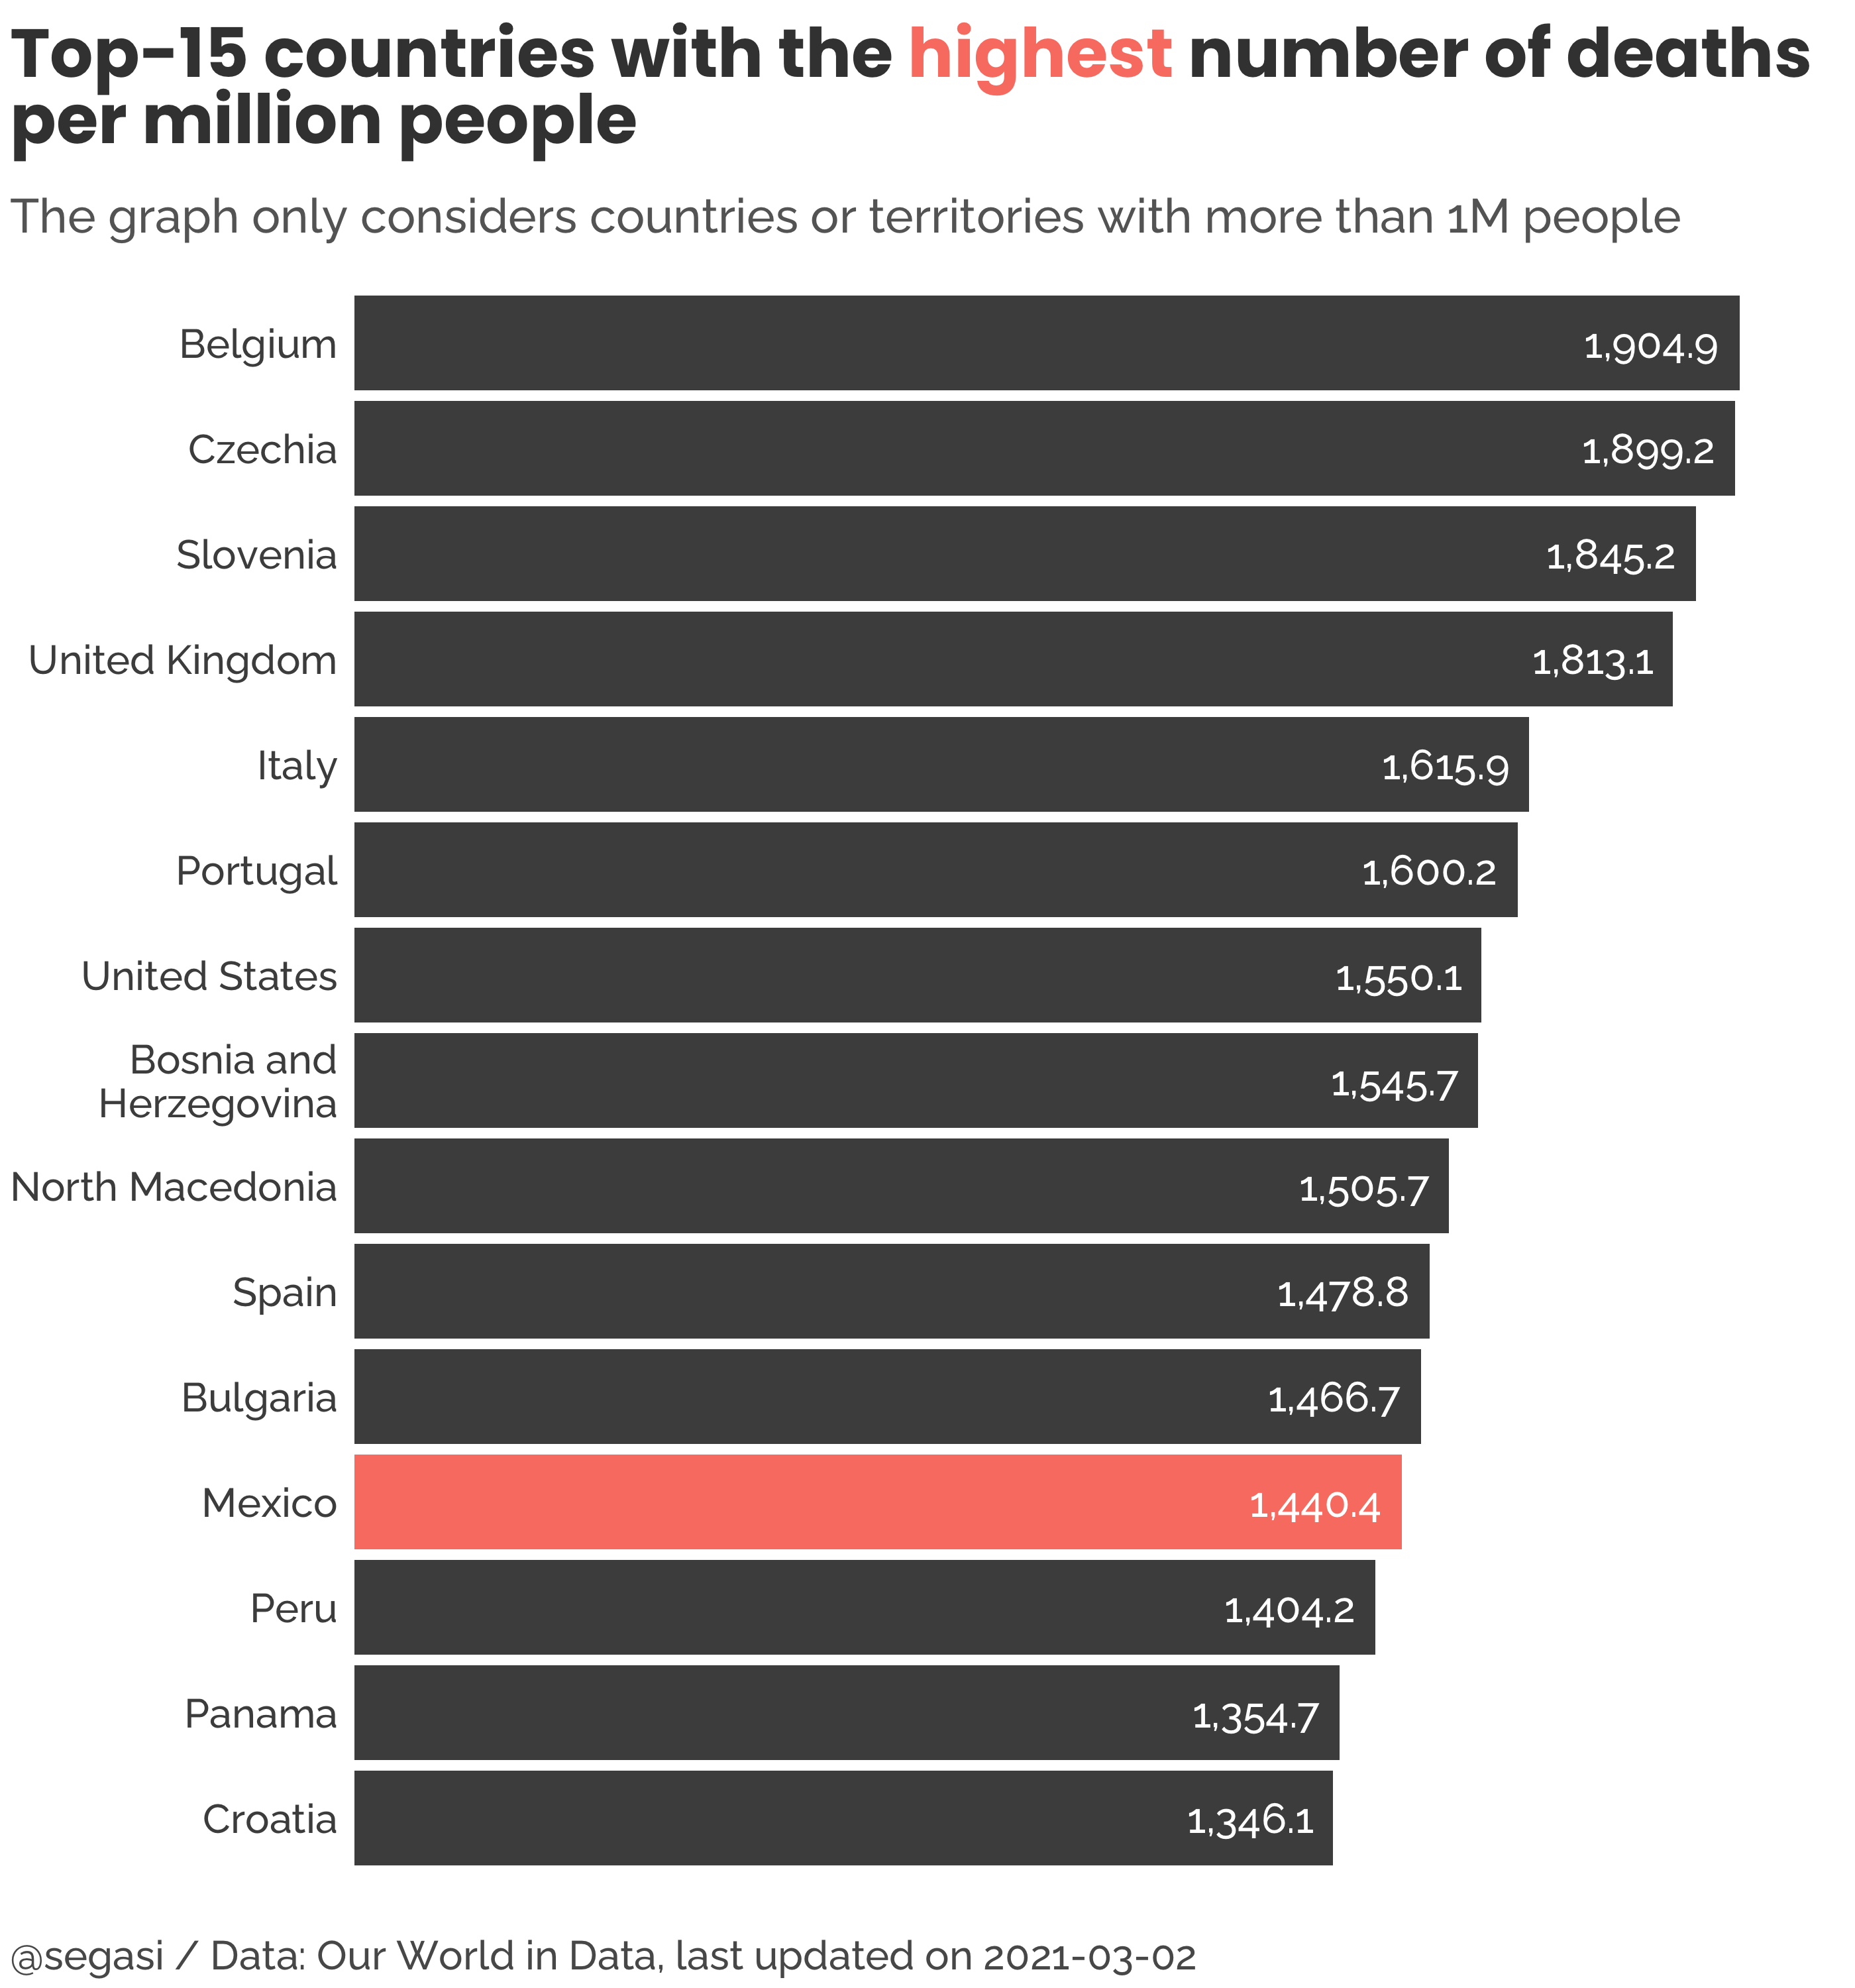 Top-15 countries with the highest number of deaths
per million people
The graph only considers countries or territories with more than 1M people
Belgium 1,904.9
Czechia 1,899.2
Slovenia 1,845.2
United Kingdom 1,813.1
Italy 1,615.9
Portugal 1,600.2
United States 1,550.1
Bosnia and
Herzegovina 1,545.7
North Macedonia 1,505.7
Spain 1,478.8
Bulgaria 1,466.7
Mexico 1,440.4
Peru 1,404.2
Panama 1,354.7
Croatia 1,346.1
@segasi / Data: Our World in Data, last updated on 2021-03-02